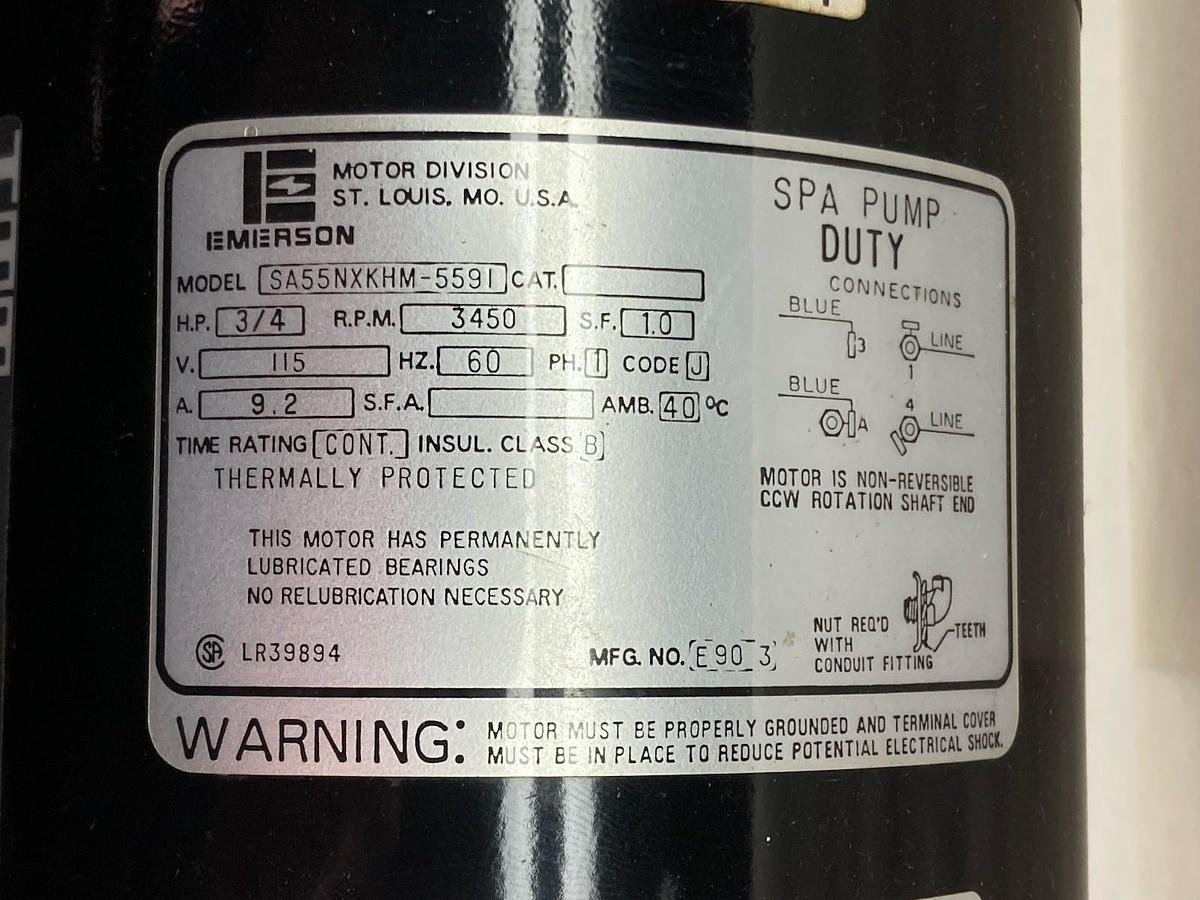 MOTOR DIVISION
ST. LOUIS, MO. U.S.A.
EMERSON
MODEL SA55NXKHM-5591 CAT.
H.P. 3/4 R.P.M. 3450 S.F. 1.0
V. 115 HZ. 60 PH. 1 CODE J
A. 9.2 S.F.A. AMB. 40 °C
TIME RATING CONT. INSUL. CLASS B
THERMALLY PROTECTED
THIS MOTOR HAS PERMANENTLY
LUBRICATED BEARINGS
NO RELUBRICATION NECESSARY
SA LR39894
MFG. NO. E90 3
SPA PUMP
DUTY
CONNECTIONS
BLUE
3
LINE
1
BLUE
A
4
LINE
MOTOR IS NON-REVERSIBLE
CCW ROTATION SHAFT END
NUT REQ'D
WITH
CONDUIT FITTING
TEETH
WARNING: MOTOR MUST BE PROPERLY GROUNDED AND TERMINAL COVER
MUST BE IN PLACE TO REDUCE POTENTIAL ELECTRICAL SHOCK.